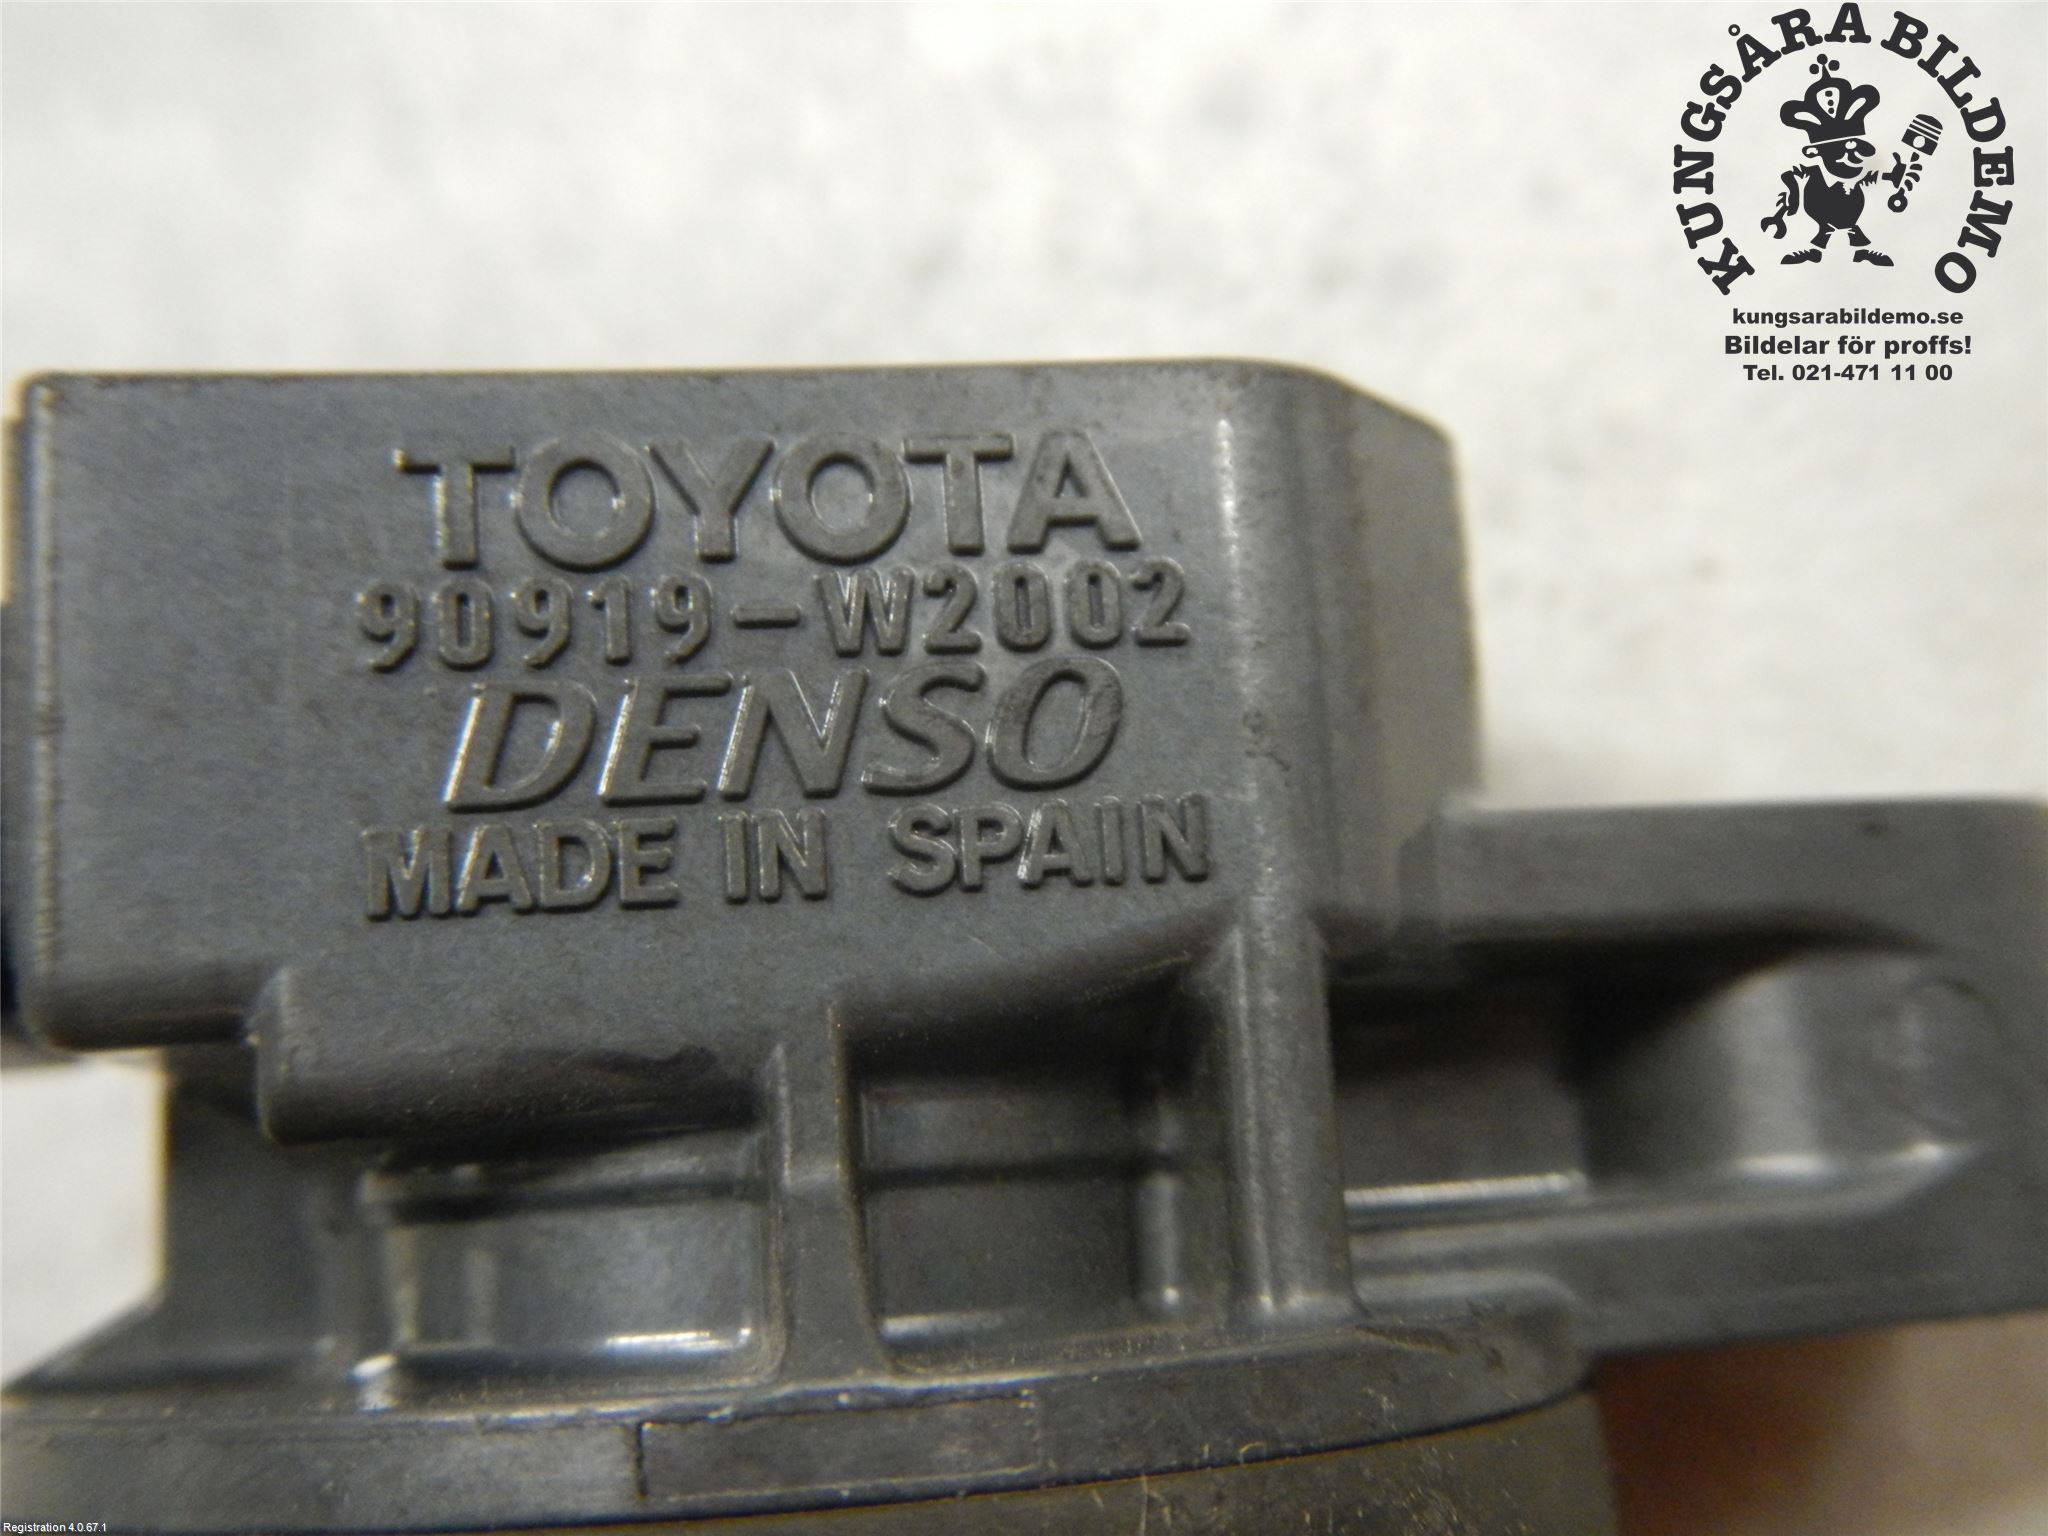 KUNGSÅRA BILDEMO
kungsarabildemo.se
Bildelar för proffs!
Tel. 021-471 11 00
TOYOTA
90919-W2002
DENSO
MADE IN SPAIN
Registration 4.0.67.1